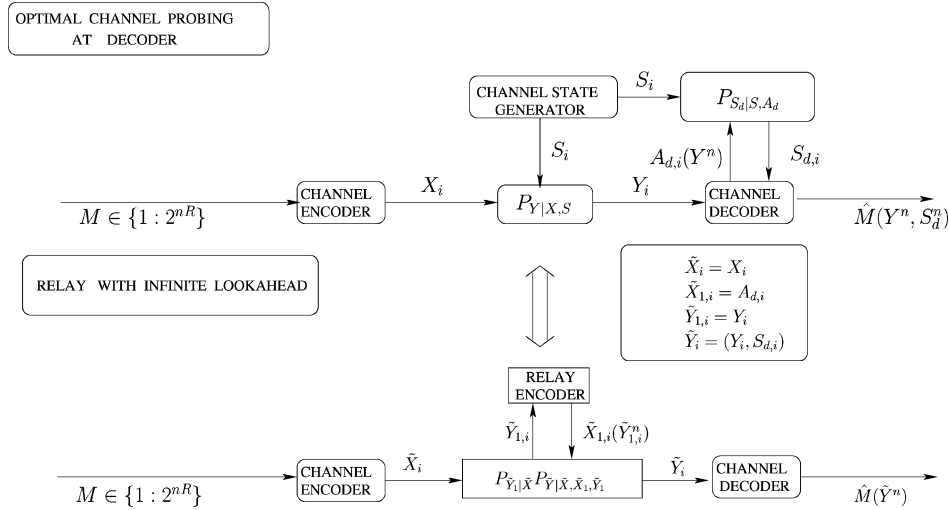 OPTIMAL CHANNEL PROBING
AT DECODER
CHANNEL STATE
GENERATOR
$S_i$
$P_{S_d|S,A_d}$
$S_i$
$A_{d,i}(Y^n)$
$S_{d,i}$
$M \in \{1 : 2^{nR}\}$
CHANNEL
ENCODER
$X_i$
$P_{Y|X,S}$
$Y_i$
CHANNEL
DECODER
$\hat{M}(Y^n, S_d^n)$
RELAY WITH INFINITE LOOKAHEAD
$\tilde{X}_i = X_i$
$\tilde{X}_{1,i} = A_{d,i}$
$\tilde{Y}_{1,i} = Y_i$
$\tilde{Y}_i = (Y_i, S_{d,i})$
RELAY
ENCODER
$\tilde{Y}_{1,i}$
$\tilde{X}_{1,i}(\tilde{Y}_{1,i}^n)$
$M \in \{1 : 2^{nR}\}$
CHANNEL
ENCODER
$\tilde{X}_i$
$P_{\tilde{Y}_1|\tilde{X}} P_{\tilde{Y}|\tilde{X},\tilde{X}_1,\tilde{Y}_1}$
$\tilde{Y}_i$
CHANNEL
DECODER
$\hat{M}(\tilde{Y}^n)$